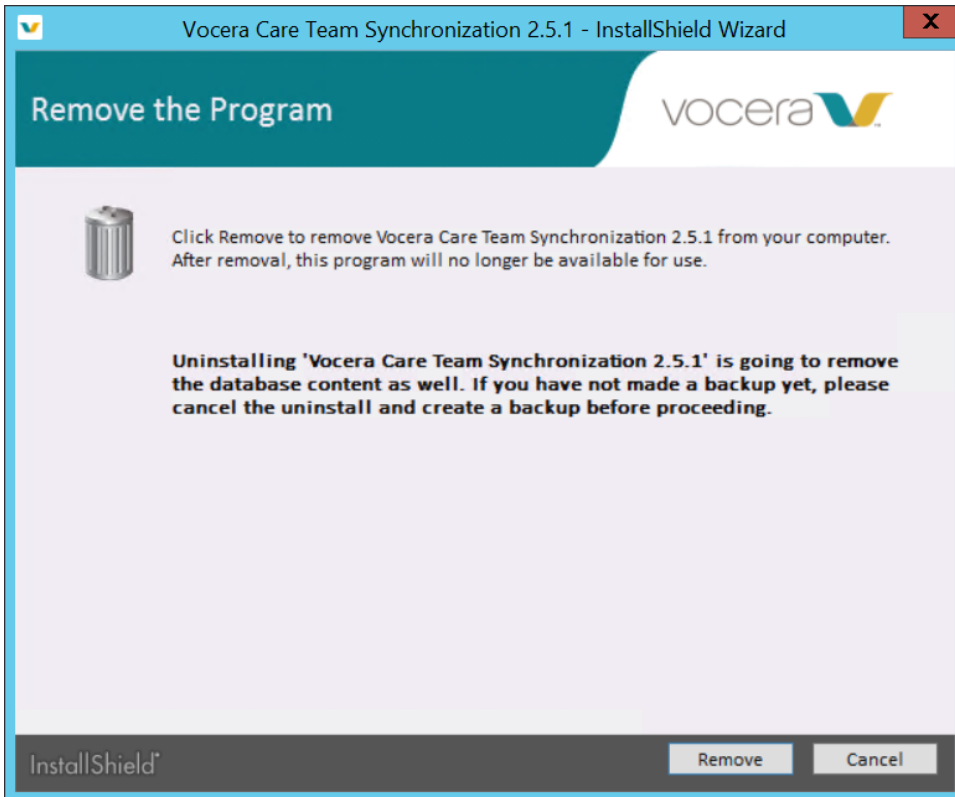 Vocera Care Team Synchronization 2.5.1 - InstallShield Wizard
X
Remove the Program
vocera
Click Remove to remove Vocera Care Team Synchronization 2.5.1 from your computer.
After removal, this program will no longer be available for use.
Uninstalling 'Vocera Care Team Synchronization 2.5.1' is going to remove
the database content as well. If you have not made a backup yet, please
cancel the uninstall and create a backup before proceeding.
InstallShield
Remove
Cancel